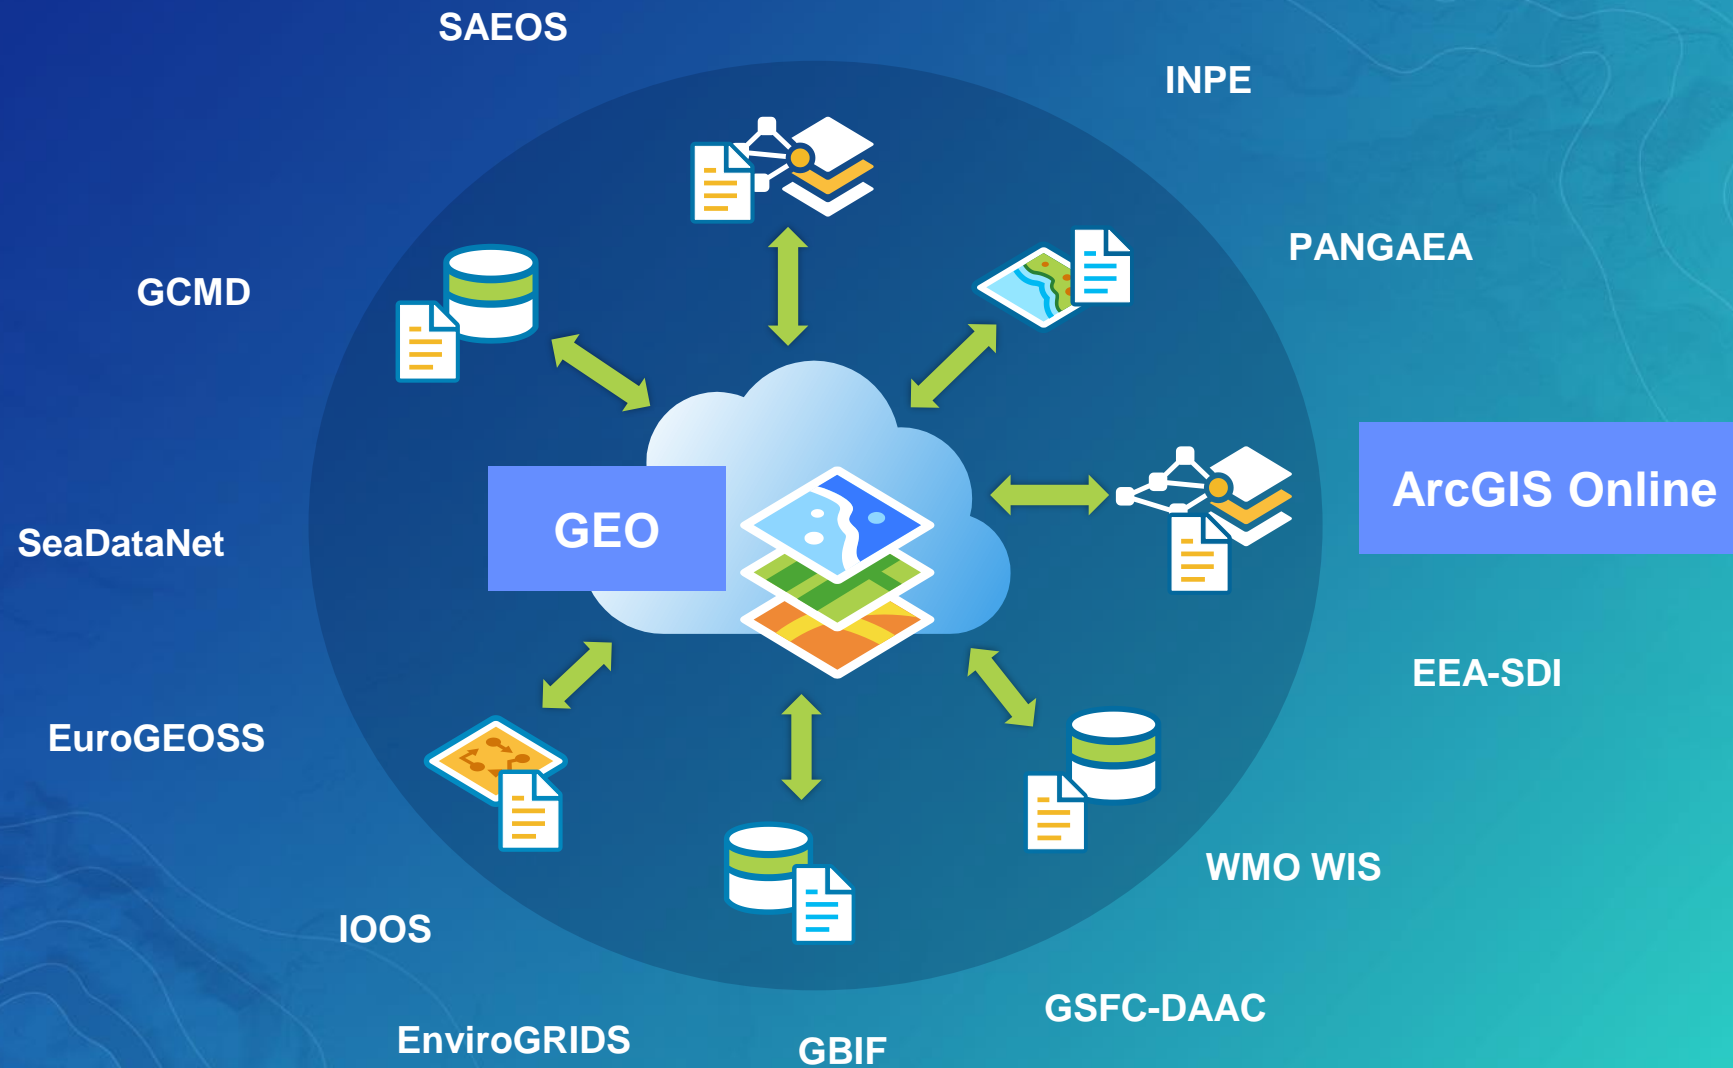 SAEOS
INPE
PANGAEA
GCMD
ArcGIS Online
GEO
SeaDataNet
EEA-SDI
EuroGEOSS
WMO WIS
IOOS
GSFC-DAAC
EnviroGRIDS
GBIF